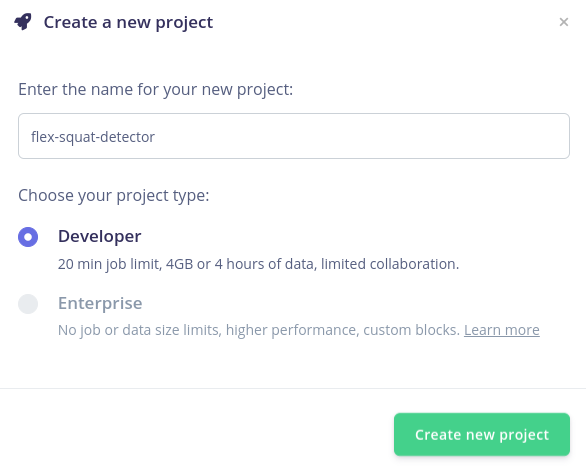 Create a new project
×
Enter the name for your new project:
flex-squat-detector
Choose your project type:
Developer
20 min job limit, 4GB or 4 hours of data, limited collaboration.
Enterprise
No job or data size limits, higher performance, custom blocks. Learn more
Create new project